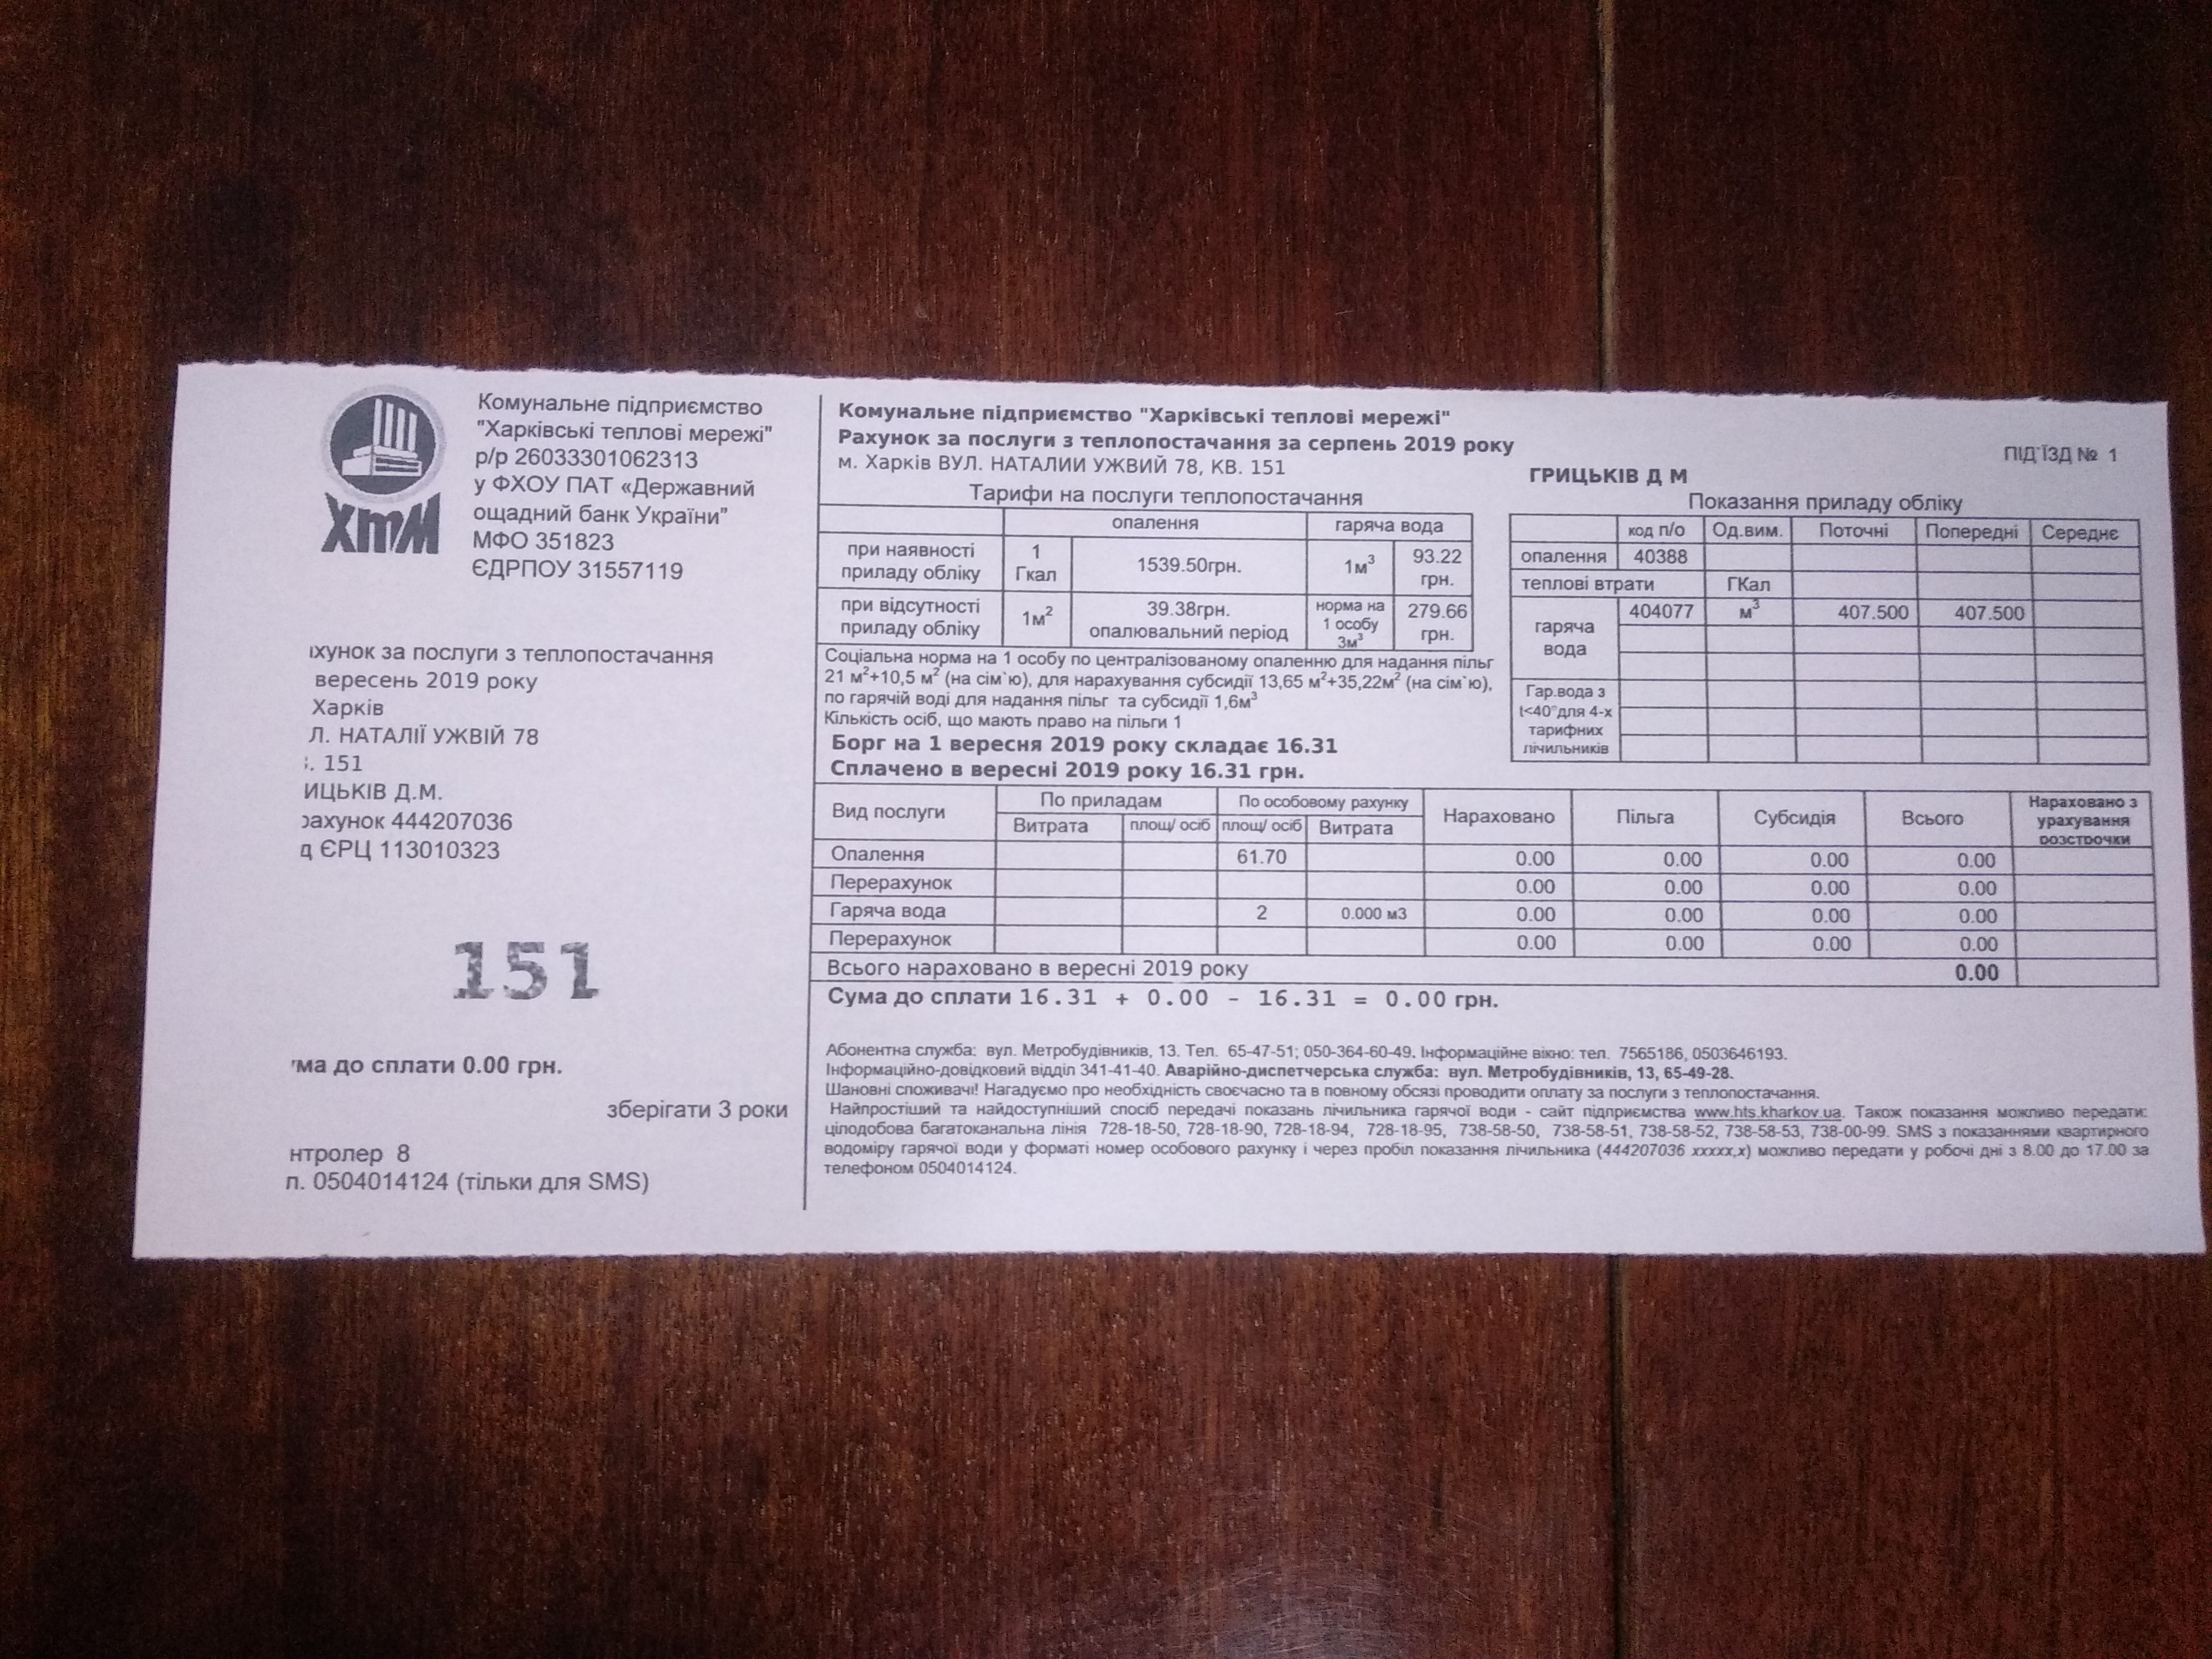 ХТМ
Комунальне підприємство
"Харківські теплові мережі"
р/р 26033301062313
у ФХОУ ПАТ «Державний
ощадний банк України"
МФО 351823
ЄДРПОУ 31557119
іхунок за послуги з теплопостачання
вересень 2019 року
Харків
Л. НАТАЛІЇ УЖВІЙ 78
. 151
ИЦЬКІВ Д.М.
рахунок 444207036
д ЄРЦ 113010323
151
ма до сплати 0.00 грн.
зберігати 3 роки
нтролер 8
п. 0504014124 (тільки для SMS)
Комунальне підприємство "Харківські теплові мережі"
Рахунок за послуги з теплопостачання за серпень 2019 року
м. Харків ВУЛ. НАТАЛИИ УЖВИЙ 78, КВ. 151
ГРИЦЬКІВ Д М
ПІД'ЇЗД № 1
Тарифи на послуги теплопостачання
опалення гаряча вода
при наявності приладу обліку 1 Гкал 1539.50грн. 1м³ 93.22 грн.
при відсутності приладу обліку 1м² 39.38грн. опалювальний період норма на 1 особу 3м³ 279.66 грн.
Соціальна норма на 1 особу по централізованому опаленню для надання пільг
21 м²+10,5 м² (на сім`ю), для нарахування субсидії 13,65 м²+35,22м² (на сім`ю),
по гарячій воді для надання пільг та субсидії 1,6м³
Кількість осіб, що мають право на пільги 1
Борг на 1 вересня 2019 року складає 16.31
Сплачено в вересні 2019 року 16.31 грн.
Показання приладу обліку
код п/о Од.вим. Поточні Попередні Середнє
опалення 40388
теплові втрати ГКал
гаряча вода 404077 м³ 407.500 407.500
Гар.вода з
t<40° для 4-х
тарифних
лічильників
Вид послуги По приладам По особовому рахунку Нараховано Пільга Субсидія Всього Нараховано з урахування розстрочки
Витрата площ/ осіб площ/ осіб Витрата
Опалення 61.70 0.00 0.00 0.00 0.00
Перерахунок 0.00 0.00 0.00 0.00
Гаряча вода 2 0.000 м3 0.00 0.00 0.00 0.00
Перерахунок 0.00 0.00 0.00 0.00
Всього нараховано в вересні 2019 року 0.00
Сума до сплати 16.31 + 0.00 - 16.31 = 0.00 грн.
Абонентна служба: вул. Метробудівників, 13. Тел. 65-47-51; 050-364-60-49. Інформаційне вікно: тел. 7565186, 0503646193.
Інформаційно-довідковий відділ 341-41-40. Аварійно-диспетчерська служба: вул. Метробудівників, 13, 65-49-28.
Шановні споживачі! Нагадуємо про необхідність своєчасно та в повному обсязі проводити оплату за послуги з теплопостачання.
Найпростіший та найдоступніший спосіб передачі показань лічильника гарячої води - сайт підприємства www.hts.kharkov.ua. Також показання можливо передати:
цілодобова багатоканальна лінія 728-18-50, 728-18-90, 728-18-94, 728-18-95, 738-58-50, 738-58-51, 738-58-52, 738-58-53, 738-00-99. SMS з показаннями квартирного
водоміру гарячої води у форматі номер особового рахунку і через пробіл показання лічильника (444207036 xxxxx,x) можливо передати у робочі дні з 8.00 до 17.00 за
телефоном 0504014124.